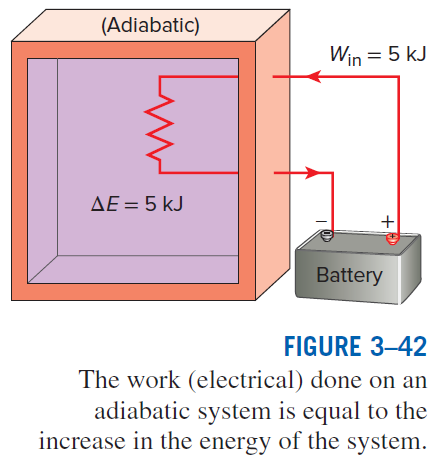 (Adiabatic)
Win = 5 kJ
ΔE = 5 kJ
− +
Battery
FIGURE 3–42
The work (electrical) done on an
adiabatic system is equal to the
increase in the energy of the system.